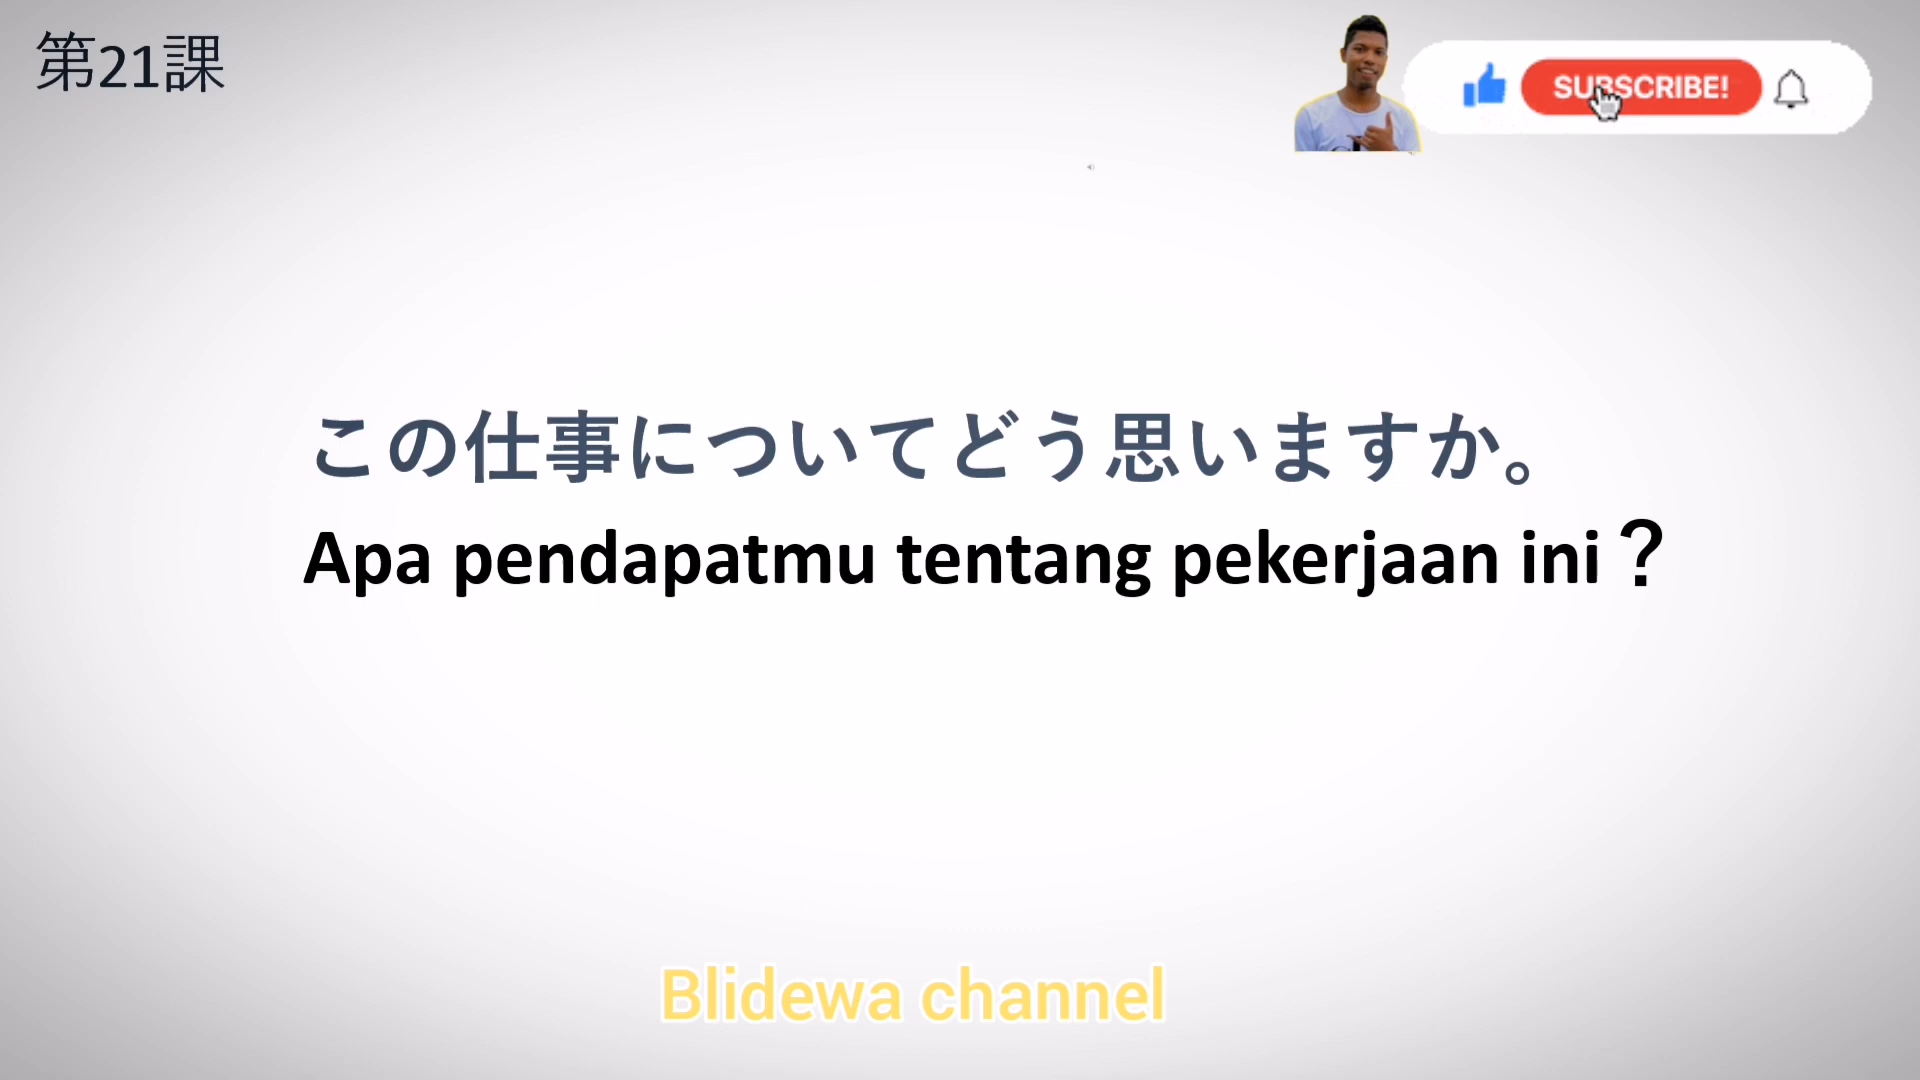 第21課
SUBSCRIBE!
この仕事についてどう思いますか。
Apa pendapatmu tentang pekerjaan ini？
Blidewa channel